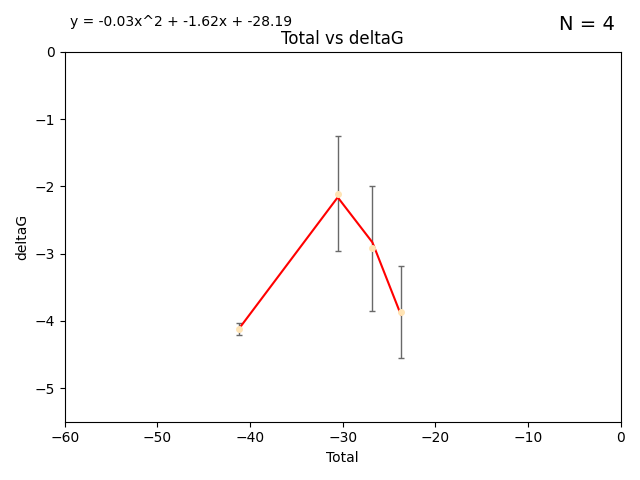 y = -0.03x^2 + -1.62x + -28.19
N = 4
Total vs deltaG
deltaG
0
−1
−2
−3
−4
−5
−60
−50
−40
−30
−20
−10
0
Total